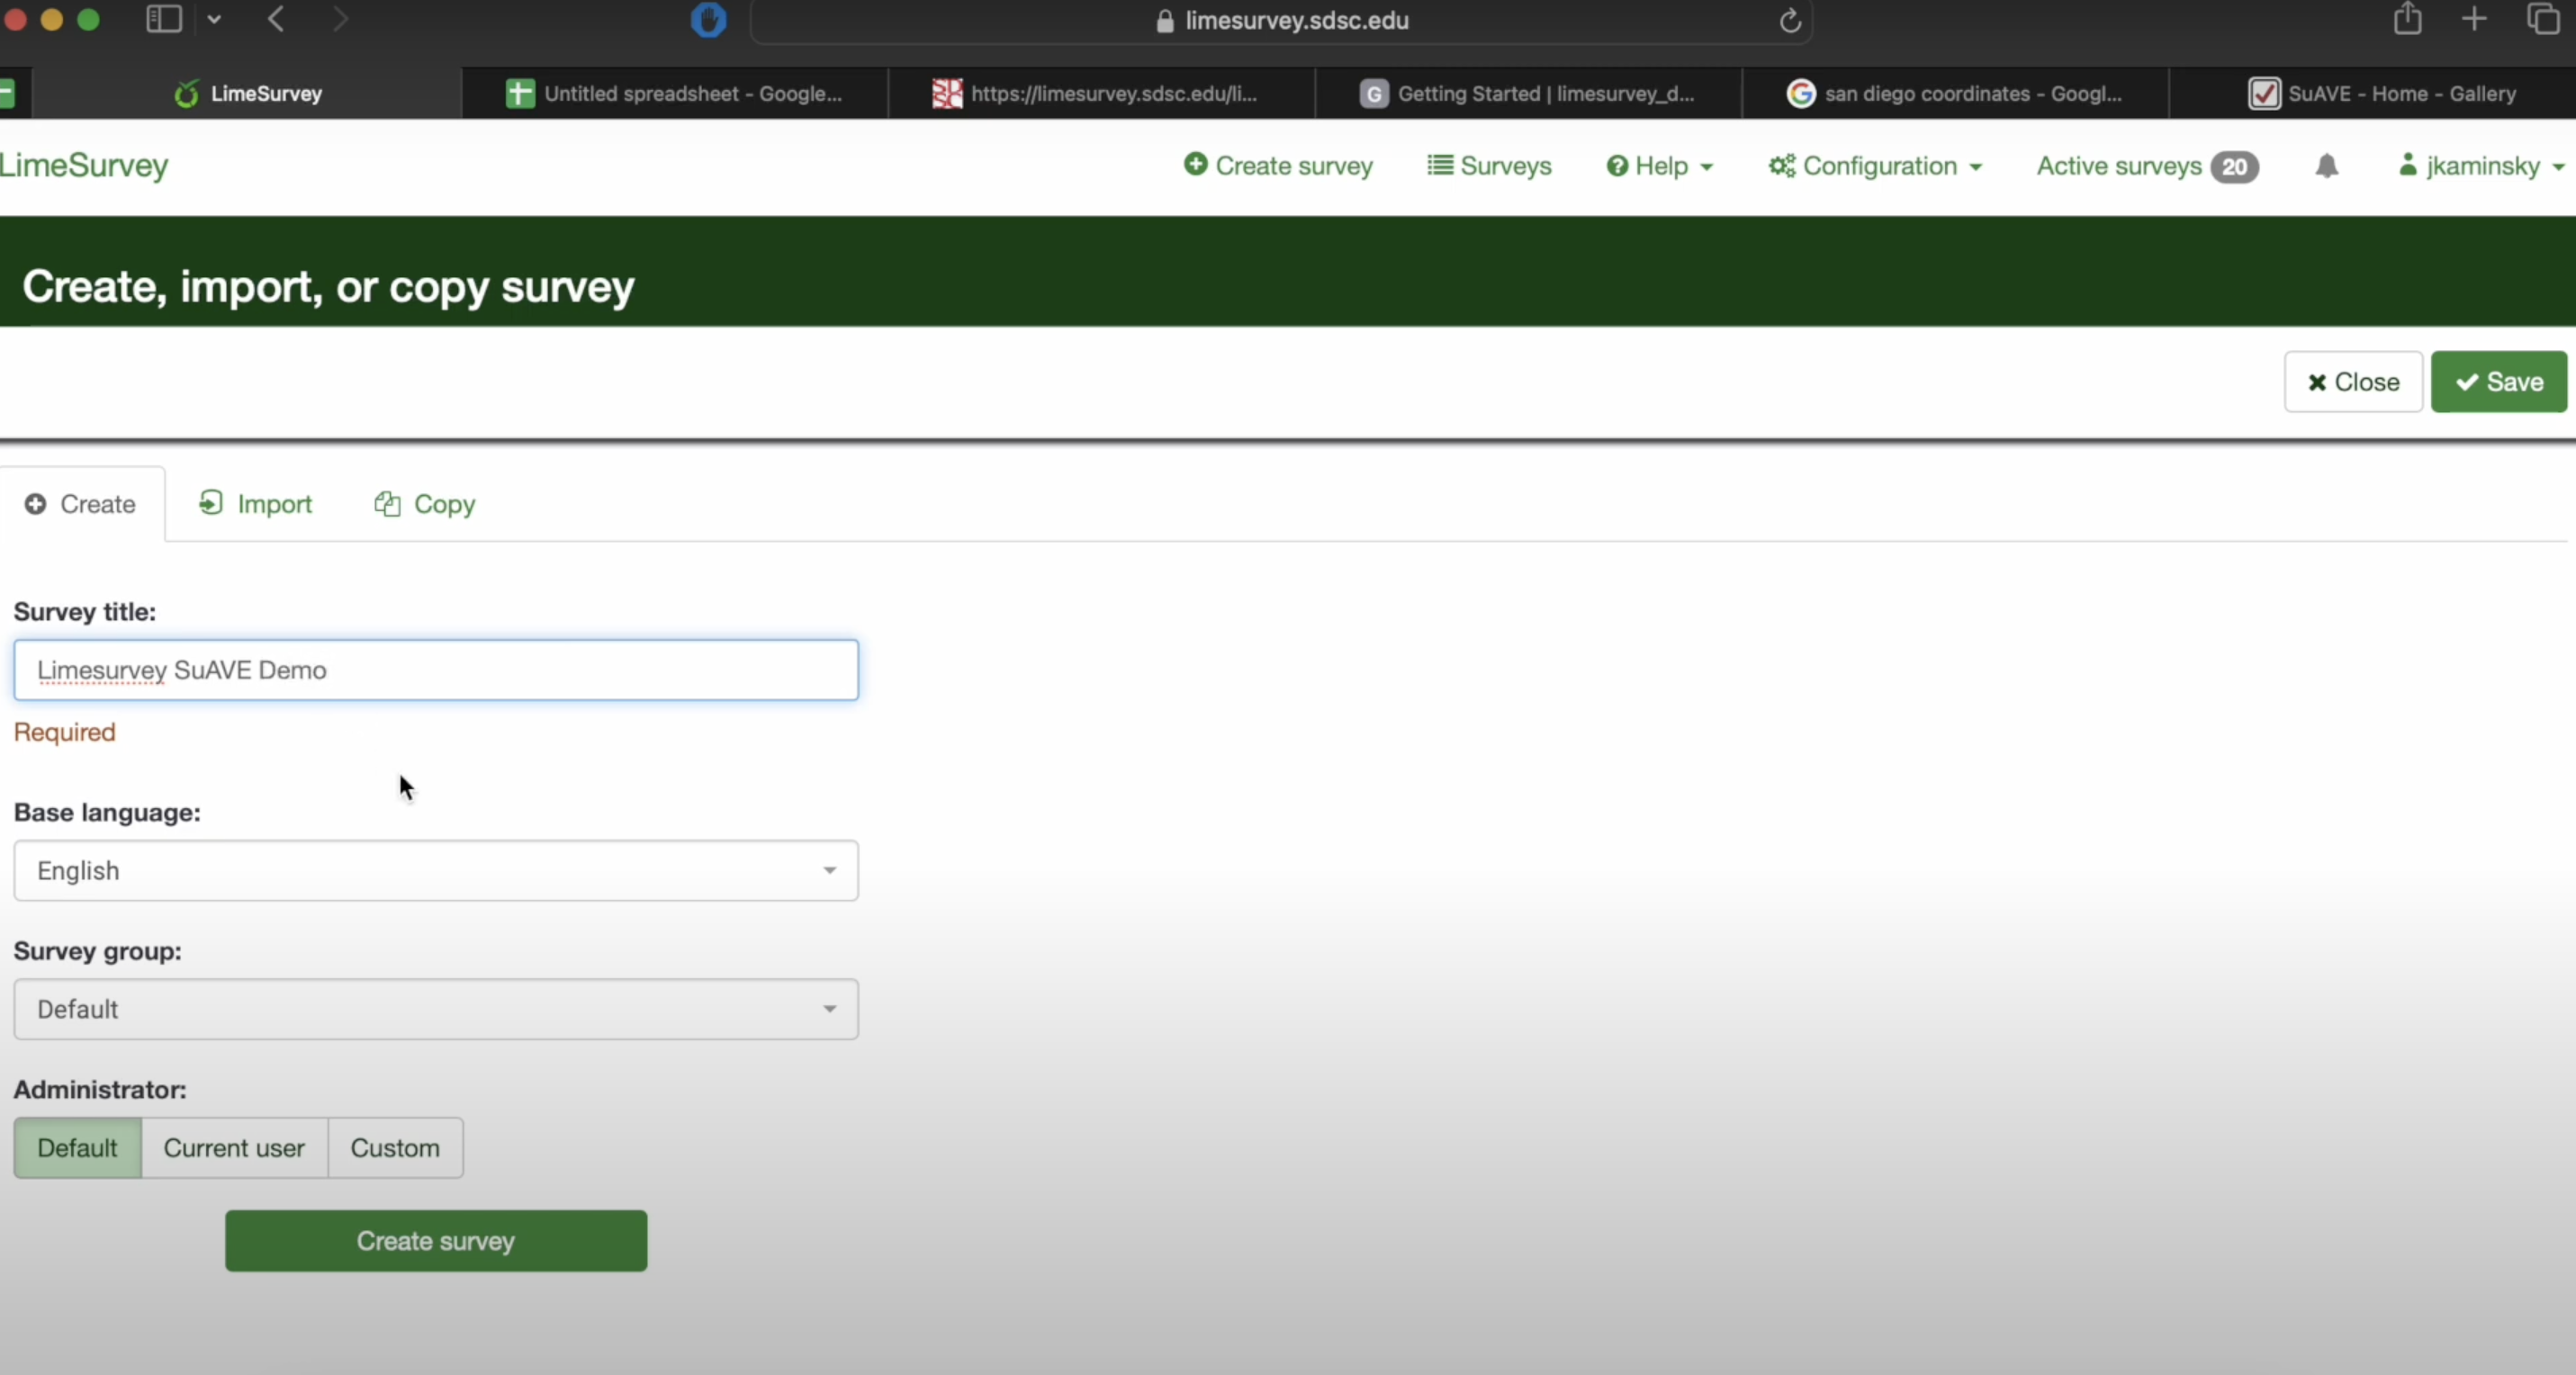 limesurvey.sdsc.edu
LimeSurvey
Untitled spreadsheet - Google...
https://limesurvey.sdsc.edu/li...
G Getting Started | limesurvey_d...
san diego coordinates - Googl...
SuAVE - Home - Gallery
LimeSurvey
Create survey
Surveys
Help
Configuration
Active surveys 20
jkaminsky
Create, import, or copy survey
Close
Save
Create
Import
Copy
Survey title:
Limesurvey SuAVE Demo
Required
Base language:
English
Survey group:
Default
Administrator:
Default
Current user
Custom
Create survey